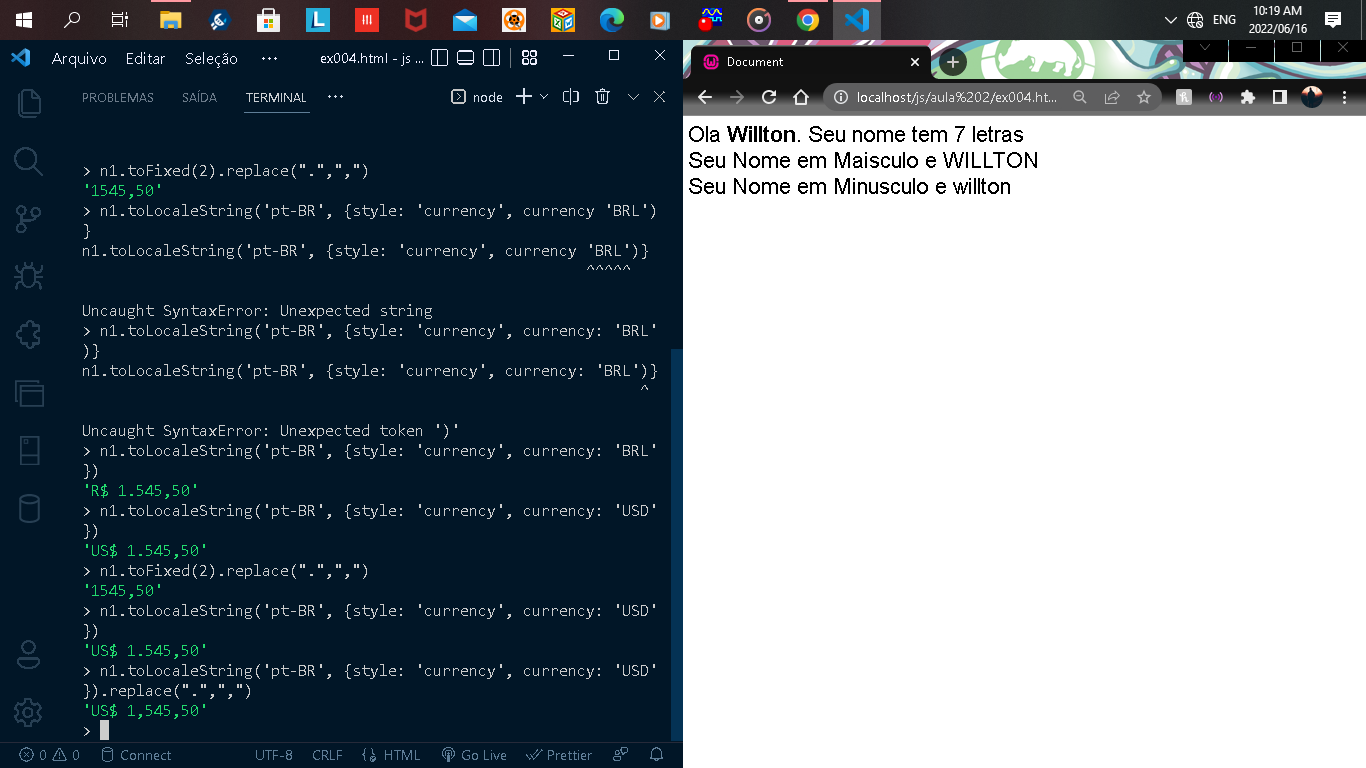 ENG
10:19 AM
2022/06/16
Arquivo Editar Seleção ··· ex004.html - js ...
PROBLEMAS SAÍDA TERMINAL ··· node
> n1.toFixed(2).replace(".",",")
'1545,50'
> n1.toLocaleString('pt-BR', {style: 'currency', currency 'BRL')
}
n1.toLocaleString('pt-BR', {style: 'currency', currency 'BRL')}
^^^^^
Uncaught SyntaxError: Unexpected string
> n1.toLocaleString('pt-BR', {style: 'currency', currency: 'BRL'
)}
n1.toLocaleString('pt-BR', {style: 'currency', currency: 'BRL')}
^
Uncaught SyntaxError: Unexpected token ')'
> n1.toLocaleString('pt-BR', {style: 'currency', currency: 'BRL'
})
'R$ 1.545,50'
> n1.toLocaleString('pt-BR', {style: 'currency', currency: 'USD'
})
'US$ 1.545,50'
> n1.toFixed(2).replace(".",",")
'1545,50'
> n1.toLocaleString('pt-BR', {style: 'currency', currency: 'USD'
})
'US$ 1.545,50'
> n1.toLocaleString('pt-BR', {style: 'currency', currency: 'USD'
}).replace(".",",")
'US$ 1,545,50'
>
0 0 Connect UTF-8 CRLF HTML Go Live Prettier
Document
localhost/js/aula%202/ex004.ht...
Ola Willton. Seu nome tem 7 letras
Seu Nome em Maisculo e WILLTON
Seu Nome em Minusculo e willton